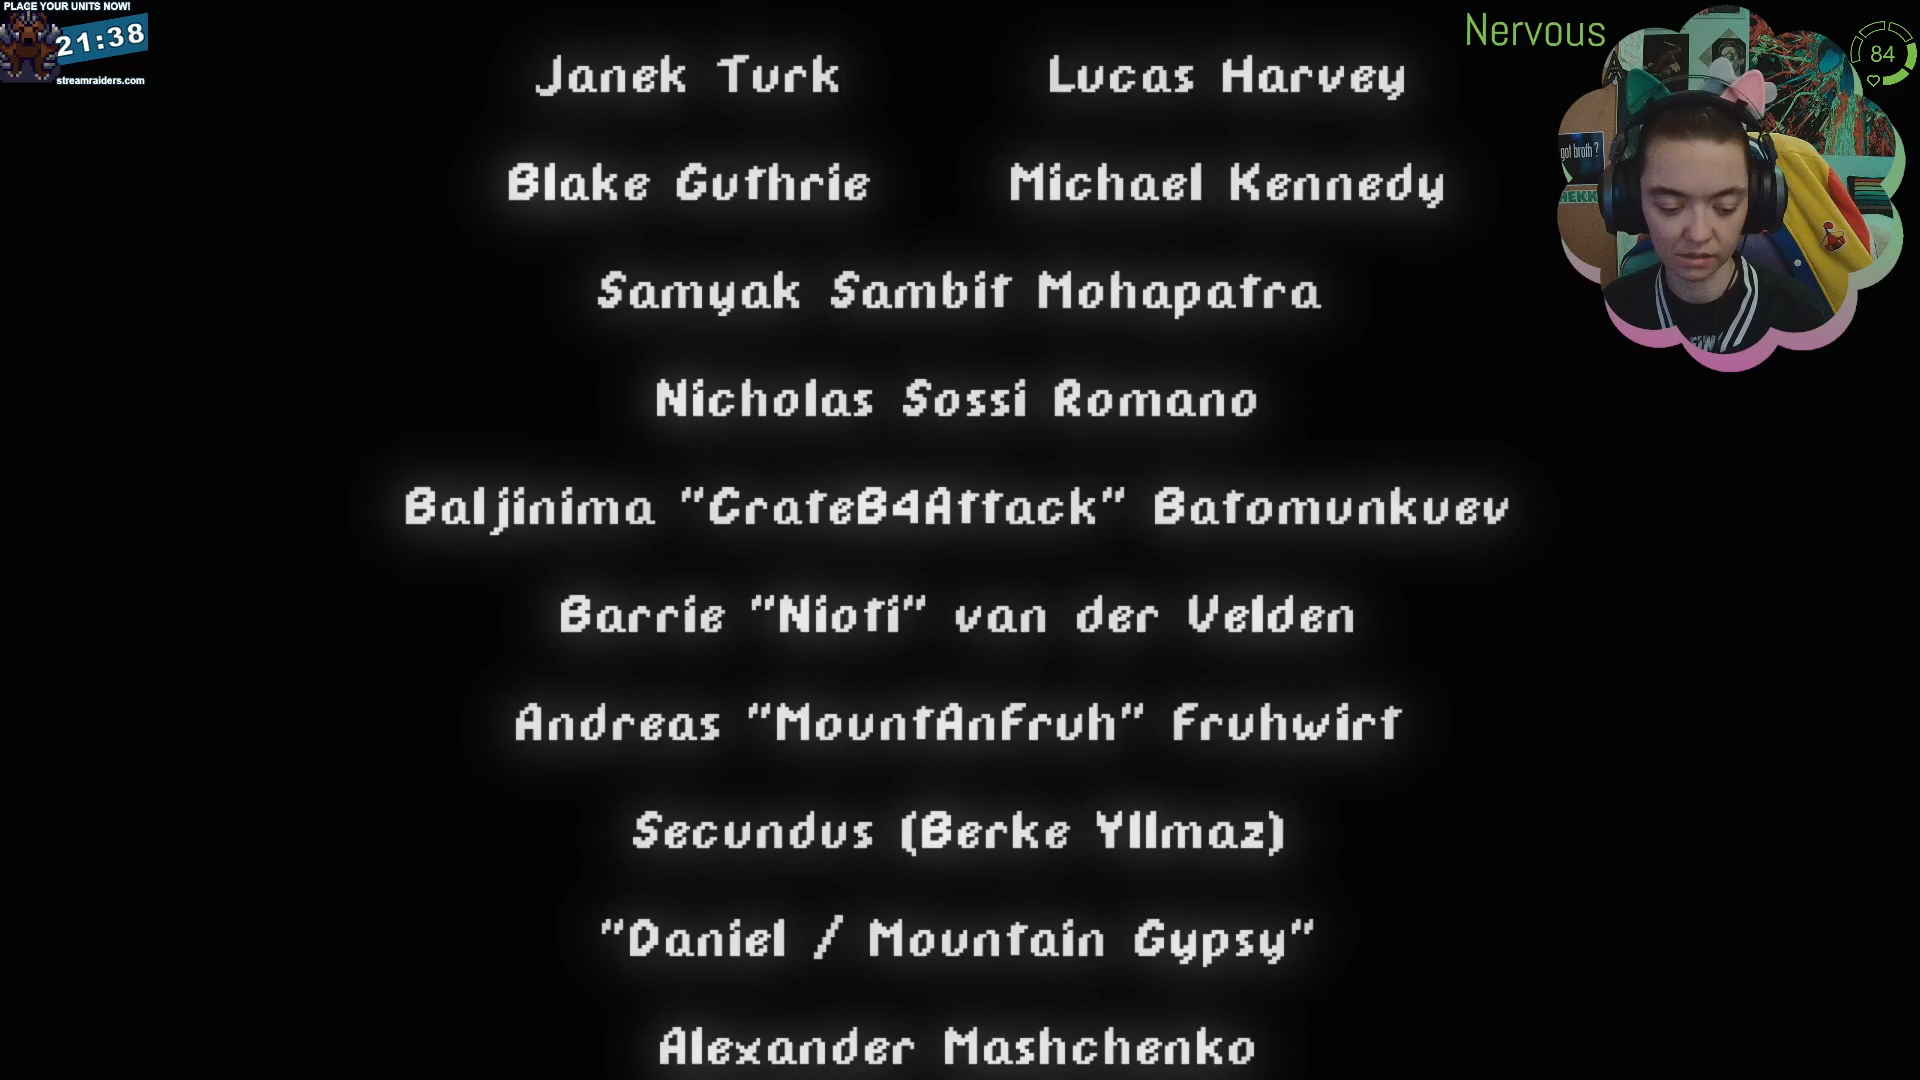 PLACE YOUR UNITS NOW!
21:38
streamraiders.com
Nervous
84
got broth ?
Janek Turk
Lucas Harvey
Blake Guthrie
Michael Kennedy
Samyak Sambit Mohapatra
Nicholas Sossi Romano
Baljinima "CrateB4Attack" Batomunkuev
Barrie "Nioti" van der Velden
Andreas "MountAnFruh" Fruhwirt
Secundus (Berke Yllmaz)
"Daniel / Mountain Gypsy"
Alexander Mashchenko